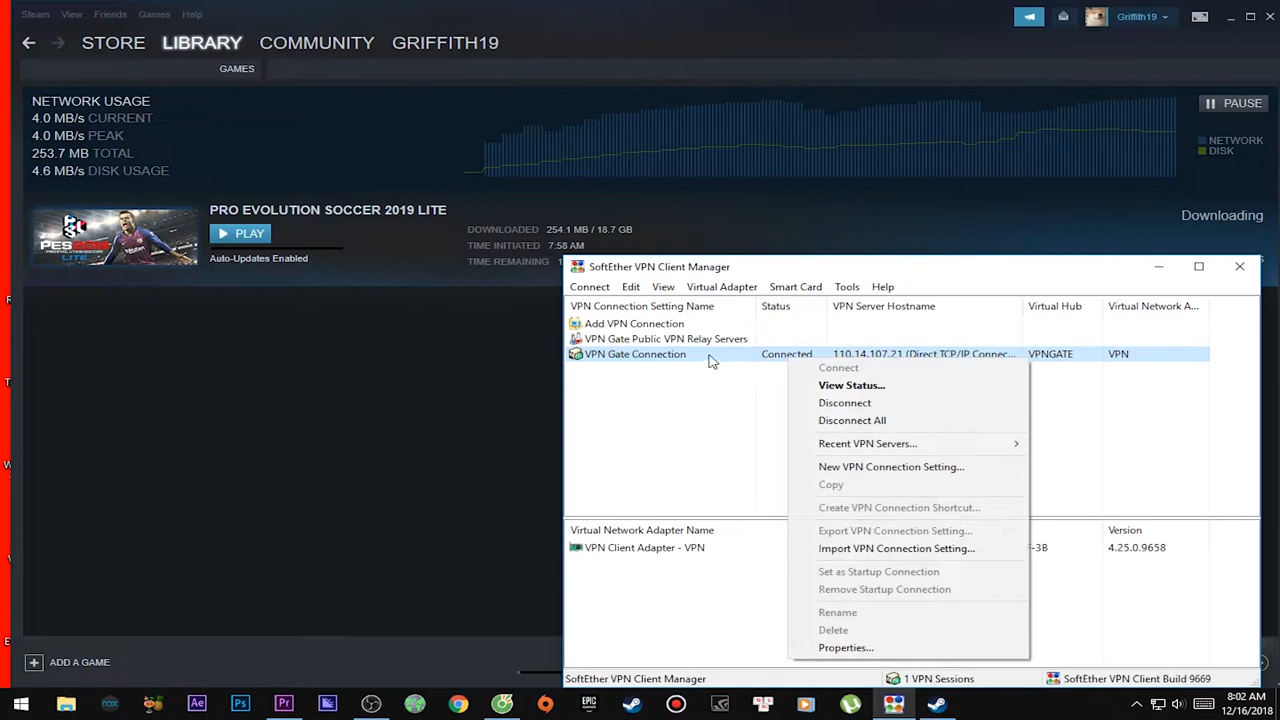 Steam View Friends Games Help
Griffith19
STORE LIBRARY COMMUNITY GRIFFITH19
GAMES
NETWORK USAGE
4.0 MB/s CURRENT
4.0 MB/s PEAK
253.7 MB TOTAL
4.6 MB/s DISK USAGE
PAUSE
NETWORK
DISK
PRO EVOLUTION SOCCER 2019 LITE
PLAY
Auto-Updates Enabled
DOWNLOADED 254.1 MB / 18.7 GB
TIME INITIATED 7:58 AM
TIME REMAINING
Downloading
SoftEther VPN Client Manager
Connect Edit View Virtual Adapter Smart Card Tools Help
VPN Connection Setting Name Status VPN Server Hostname Virtual Hub Virtual Network A...
Add VPN Connection
VPN Gate Public VPN Relay Servers
VPN Gate Connection Connected 110.14.107.21 (Direct TCP/IP Connec... VPNGATE VPN
Connect
View Status...
Disconnect
Disconnect All
Recent VPN Servers...
New VPN Connection Setting...
Copy
Create VPN Connection Shortcut...
Export VPN Connection Setting...
Import VPN Connection Setting...
Set as Startup Connection
Remove Startup Connection
Rename
Delete
Properties...
Virtual Network Adapter Name Version
VPN Client Adapter - VPN -3B 4.25.0.9658
ADD A GAME
SoftEther VPN Client Manager 1 VPN Sessions SoftEther VPN Client Build 9669
Ae Ps Pr EPIC GAMES
8:02 AM
12/16/2018